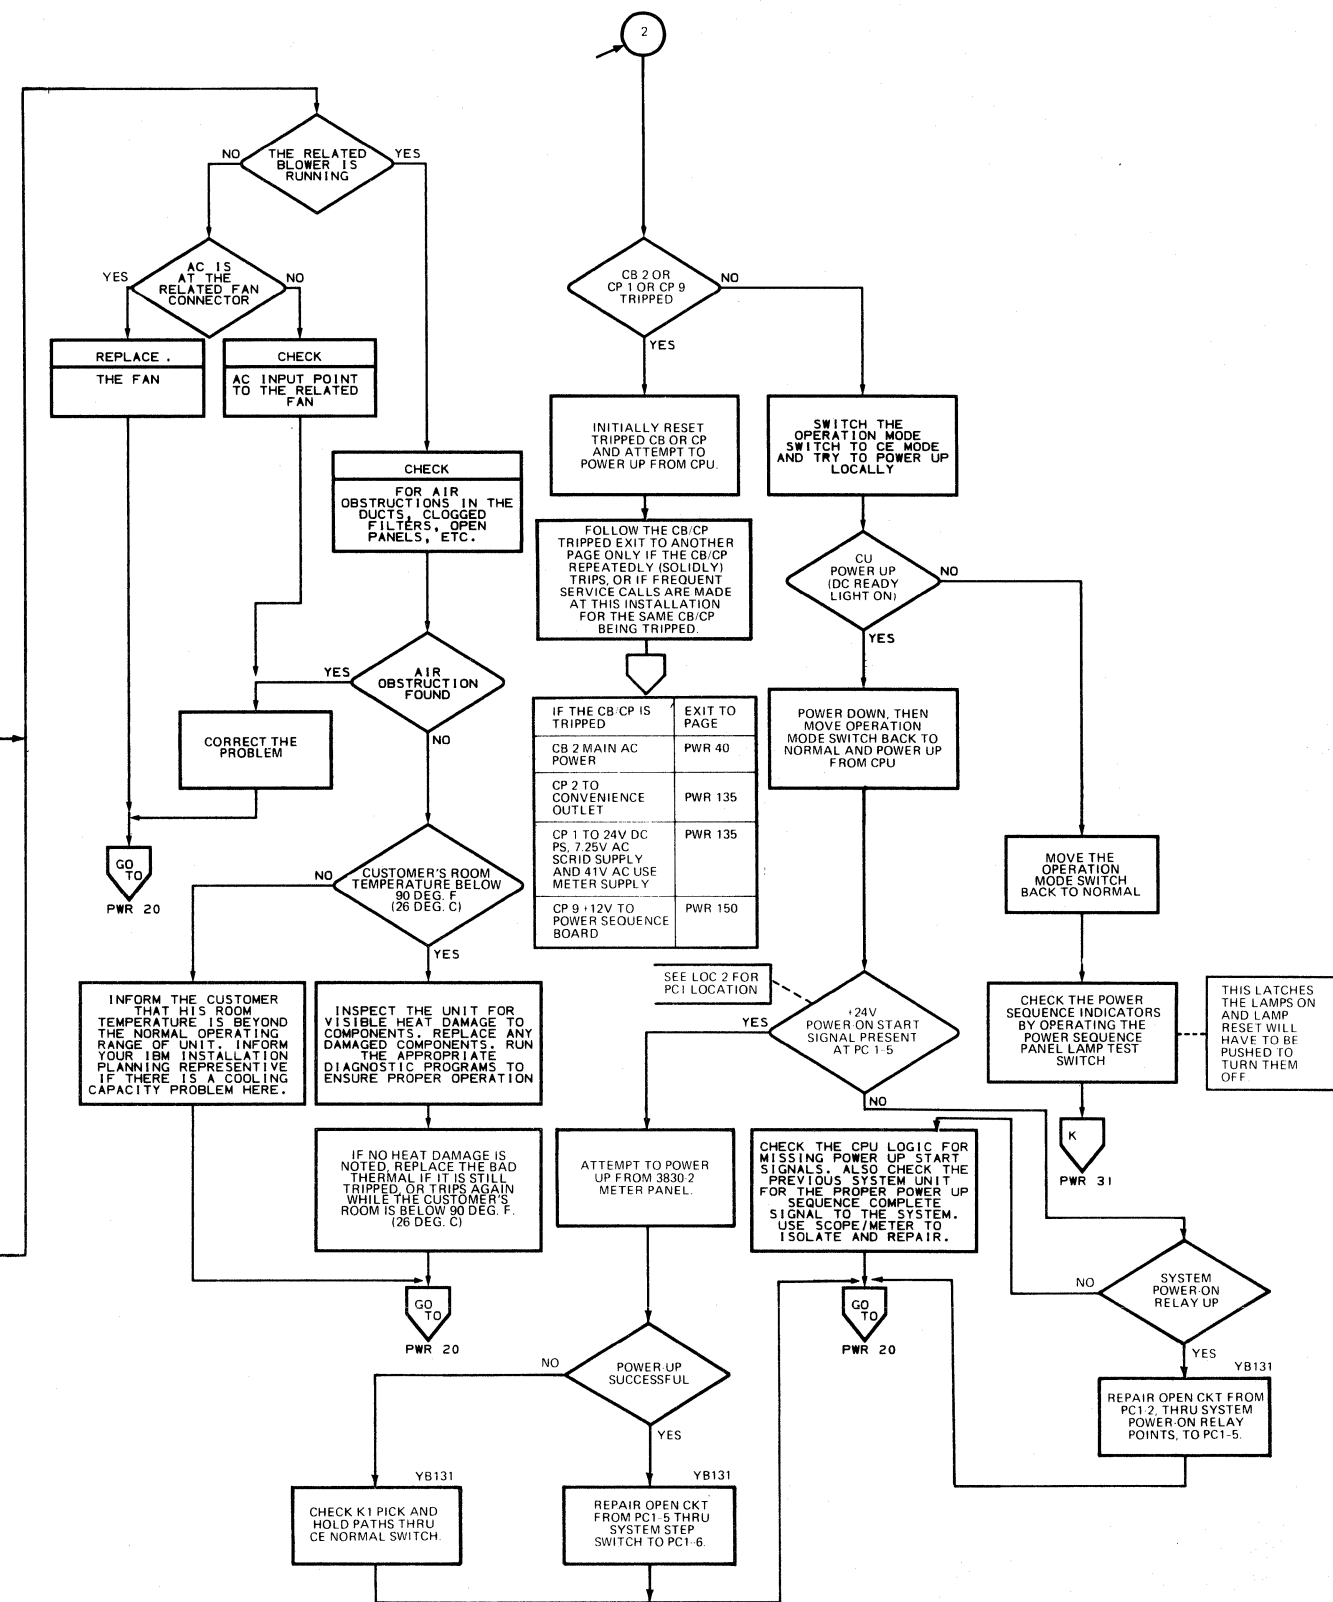 2
THE RELATED
BLOWER IS
RUNNING
NO
YES
AC IS
AT THE
RELATED FAN
CONNECTOR
YES
NO
REPLACE .
THE FAN
CHECK
AC INPUT POINT
TO THE RELATED
FAN
CHECK
FOR AIR
OBSTRUCTIONS IN THE
DUCTS, CLOGGED
FILTERS, OPEN
PANELS, ETC.
YES
AIR
OBSTRUCTION
FOUND
NO
CORRECT THE
PROBLEM
GO
TO
PWR 20
NO
CUSTOMER'S ROOM
TEMPERATURE BELOW
90 DEG. F
(26 DEG. C)
YES
INFORM THE CUSTOMER
THAT HIS ROOM
TEMPERATURE IS BEYOND
THE NORMAL OPERATING
RANGE OF UNIT. INFORM
YOUR IBM INSTALLATION
PLANNING REPRESENTIVE
IF THERE IS A COOLING
CAPACITY PROBLEM HERE.
INSPECT THE UNIT FOR
VISIBLE HEAT DAMAGE TO
COMPONENTS. REPLACE ANY
DAMAGED COMPONENTS. RUN
THE APPROPRIATE
DIAGNOSTIC PROGRAMS TO
ENSURE PROPER OPERATION
IF NO HEAT DAMAGE IS
NOTED, REPLACE THE BAD
THERMAL IF IT IS STILL
TRIPPED, OR TRIPS AGAIN
WHILE THE CUSTOMER'S
ROOM IS BELOW 90 DEG. F.
(26 DEG. C)
GO
TO
PWR 20
CB 2 OR
CP 1 OR CP 9
TRIPPED
NO
YES
INITIALLY RESET
TRIPPED CB OR CP
AND ATTEMPT TO
POWER UP FROM CPU.
FOLLOW THE CB/CP
TRIPPED EXIT TO ANOTHER
PAGE ONLY IF THE CB/CP
REPEATEDLY (SOLIDLY)
TRIPS, OR IF FREQUENT
SERVICE CALLS ARE MADE
AT THIS INSTALLATION
FOR THE SAME CB/CP
BEING TRIPPED.
IF THE CB/CP IS
TRIPPED
EXIT TO
PAGE
CB 2 MAIN AC
POWER
PWR 40
CP 2 TO
CONVENIENCE
OUTLET
PWR 135
CP 1 TO 24V DC
PS, 7.25V AC
SCRID SUPPLY
AND 41V AC USE
METER SUPPLY
PWR 135
CP 9 +12V TO
POWER SEQUENCE
BOARD
PWR 150
SWITCH THE
OPERATION MODE
SWITCH TO CE MODE
AND TRY TO POWER UP
LOCALLY
CU
POWER UP
(DC READY
LIGHT ON)
NO
YES
POWER DOWN, THEN
MOVE OPERATION
MODE SWITCH BACK TO
NORMAL AND POWER UP
FROM CPU
MOVE THE
OPERATION
MODE SWITCH
BACK TO NORMAL
SEE LOC 2 FOR
PC1 LOCATION
YES
+24V
POWER-ON START
SIGNAL PRESENT
AT PC 1-5
NO
CHECK THE POWER
SEQUENCE INDICATORS
BY OPERATING THE
POWER SEQUENCE
PANEL LAMP TEST
SWITCH
THIS LATCHES
THE LAMPS ON
AND LAMP
RESET WILL
HAVE TO BE
PUSHED TO
TURN THEM
OFF.
K
PWR 31
ATTEMPT TO POWER
UP FROM 3830-2
METER PANEL.
CHECK THE CPU LOGIC FOR
MISSING POWER UP START
SIGNALS. ALSO CHECK THE
PREVIOUS SYSTEM UNIT
FOR THE PROPER POWER UP
SEQUENCE COMPLETE
SIGNAL TO THE SYSTEM.
USE SCOPE/METER TO
ISOLATE AND REPAIR.
GO
TO
PWR 20
NO
SYSTEM
POWER-ON
RELAY UP
YES
YB131
REPAIR OPEN CKT FROM
PC1-2, THRU SYSTEM
POWER-ON RELAY
POINTS, TO PC1-5.
NO
POWER-UP
SUCCESSFUL
YES
YB131
CHECK K1 PICK AND
HOLD PATHS THRU
CE NORMAL SWITCH.
YB131
REPAIR OPEN CKT
FROM PC1-5 THRU
SYSTEM STEP
SWITCH TO PC1-6.